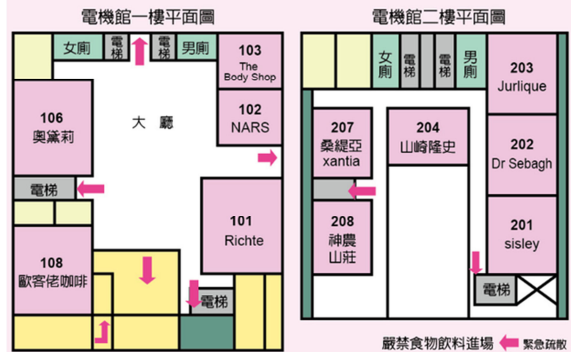 電機館一樓平面圖
女廁
電梯
電梯
男廁
103
The
Body Shop
102
NARS
大廳
106
奧黛莉
電梯
101
Richte
108
歐客佬咖啡
電梯
電機館二樓平面圖
女廁
電梯
電梯
男廁
203
Jurlique
207
桑緹亞
xantia
204
山崎隆史
202
Dr Sebagh
208
神農
山莊
201
sisley
電梯
嚴禁食物飲料進場
緊急疏散